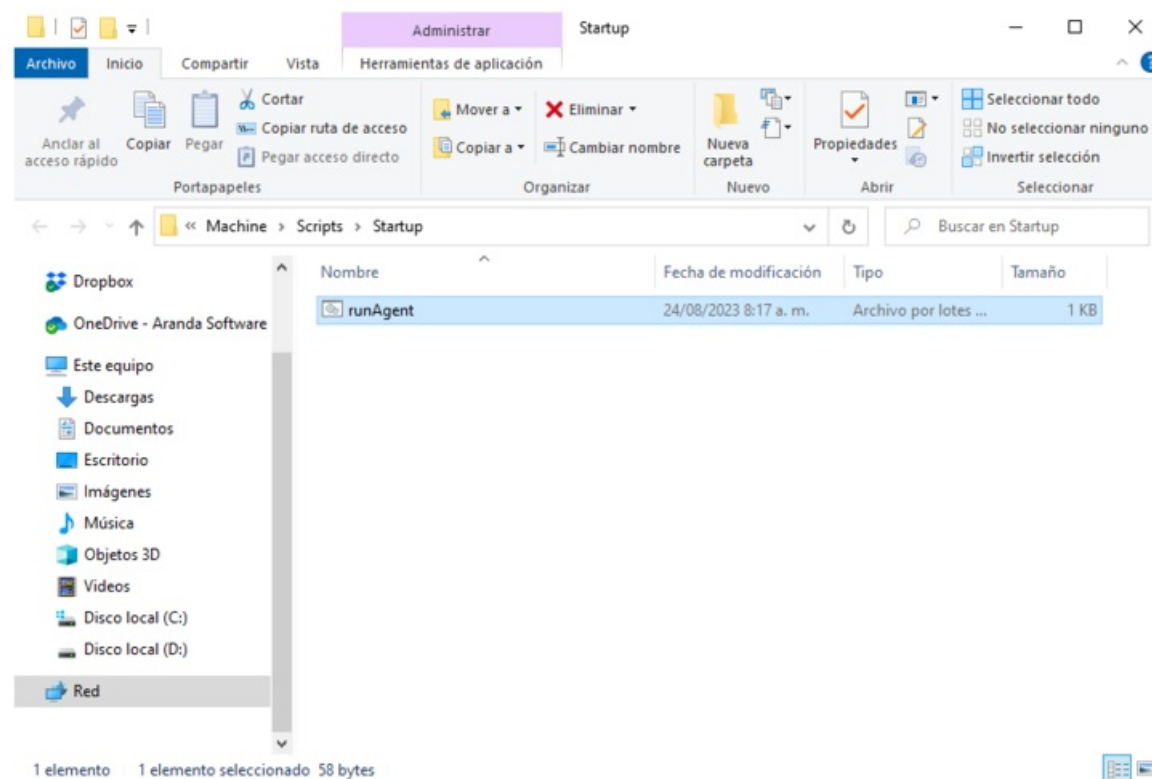 Administrar
Startup
Archivo Inicio Compartir Vista Herramientas de aplicación
Anclar al acceso rápido
Copiar
Pegar
Cortar
Copiar ruta de acceso
Pegar acceso directo
Portapapeles
Mover a
Copiar a
Eliminar
Cambiar nombre
Organizar
Nueva carpeta
Nuevo
Propiedades
Abrir
Seleccionar todo
No seleccionar ninguno
Invertir selección
Seleccionar
« Machine > Scripts > Startup
Buscar en Startup
Nombre Fecha de modificación Tipo Tamaño
runAgent 24/08/2023 8:17 a. m. Archivo por lotes ... 1 KB
Dropbox
OneDrive - Aranda Software
Este equipo
Descargas
Documentos
Escritorio
Imágenes
Música
Objetos 3D
Videos
Disco local (C:)
Disco local (D:)
Red
1 elemento 1 elemento seleccionado 58 bytes